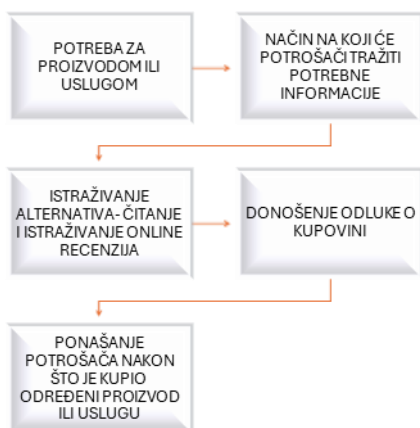 POTREBA ZA
PROIZVODOM ILI
USLUGOM
NAČIN NA KOJI ĆE
POTROŠAČI TRAŽITI
POTREBNE
INFORMACIJE
ISTRAŽIVANJE
ALTERNATIVA- ČITANJE
I ISTRAŽIVANJE ONLINE
RECENZIJA
DONOŠENJE ODLUKE O
KUPOVINI
PONAŠANJE
POTROŠAČA NAKON
ŠTO JE KUPIO
ODREĐENI PROIZVOD
ILI USLUGU